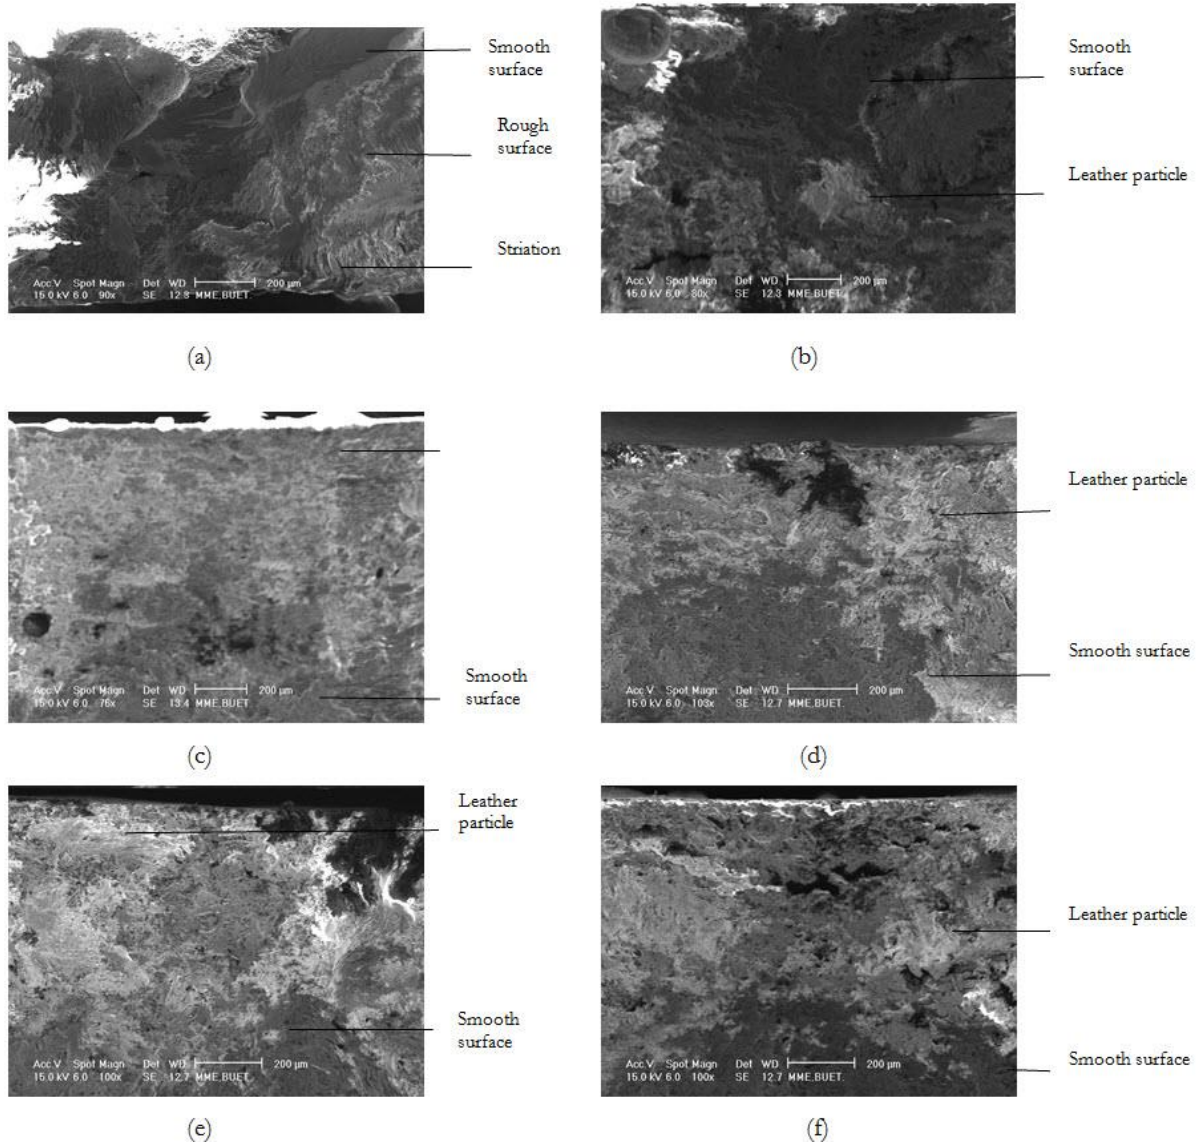 Smooth
surface
Rough
surface
Striation
Acc.V Spot Magn Det WD 200 µm
15.0 kV 6.0 90x SE 12.3 MME.BUET.
(a)
Smooth
surface
Leather particle
Acc.V Spot Magn Det WD 200 µm
15.0 kV 6.0 80x SE 12.3 MME.BUET.
(b)
Smooth
surface
Acc.V Spot Magn Det WD 200 µm
15.0 kV 6.0 76x SE 13.4 MME.BUET.
(c)
Leather particle
Smooth surface
Acc.V Spot Magn Det WD 200 µm
15.0 kV 6.0 103x SE 12.7 MME.BUET.
(d)
Leather
particle
Smooth
surface
Acc.V Spot Magn Det WD 200 µm
15.0 kV 6.0 100x SE 12.7 MME.BUET.
(e)
Leather particle
Smooth surface
Acc.V Spot Magn Det WD 200 µm
15.0 kV 6.0 100x SE 12.7 MME.BUET.
(f)